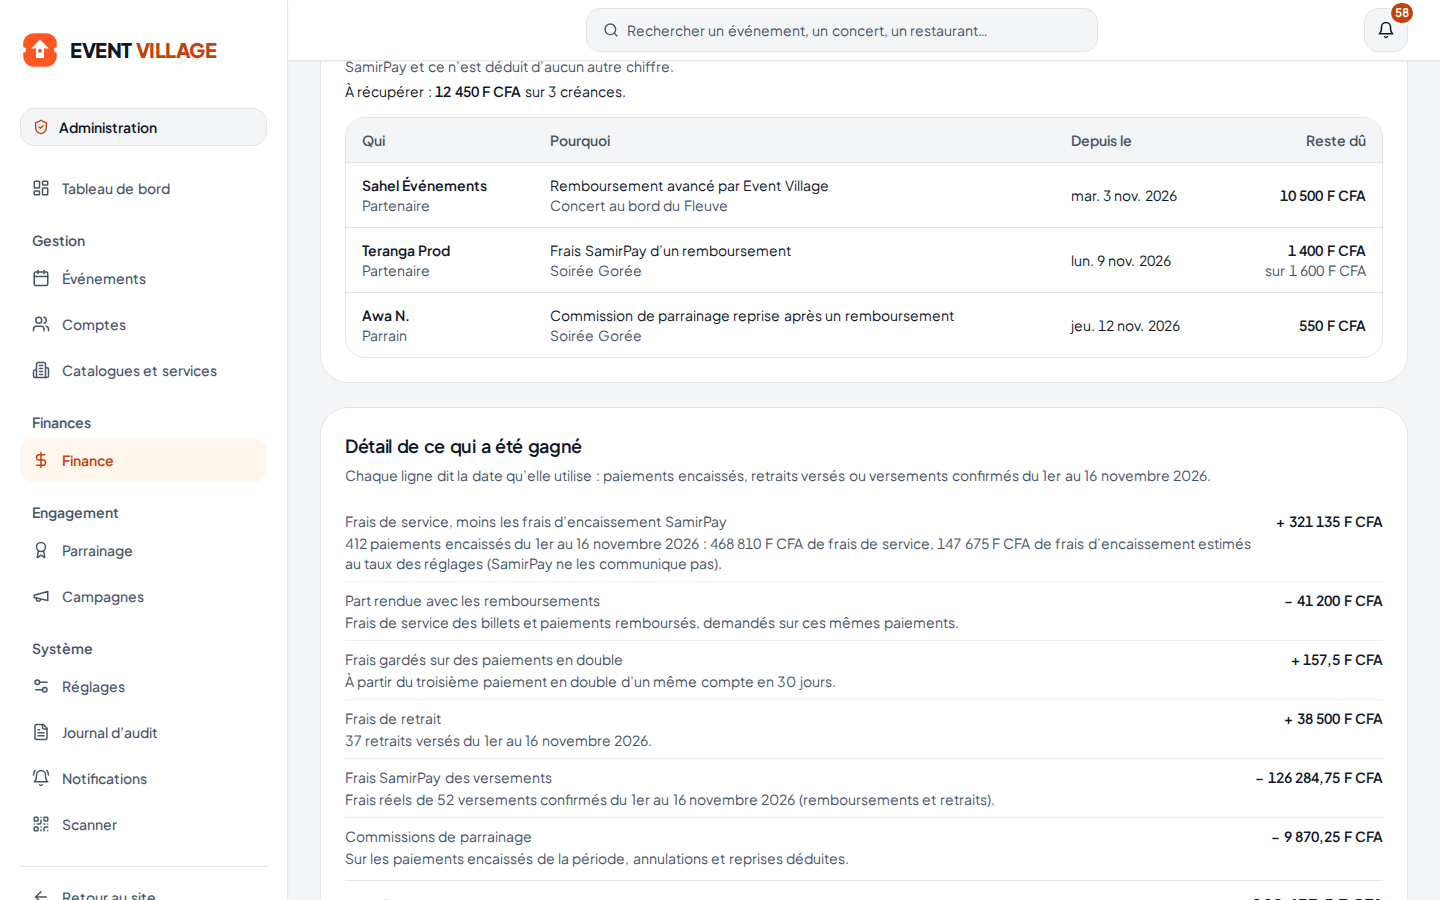 EVENT VILLAGE
Rechercher un événement, un concert, un restaurant…
58
Administration
Tableau de bord
Gestion
Événements
Comptes
Catalogues et services
Finances
Finance
Engagement
Parrainage
Campagnes
Système
Réglages
Journal d’audit
Notifications
Scanner
Retour au site
SamirPay et ce n’est déduit d’aucun autre chiffre.
À récupérer : 12 450 F CFA sur 3 créances.
Qui Pourquoi Depuis le Reste dû
Sahel Événements Remboursement avancé par Event Village mar. 3 nov. 2026 10 500 F CFA
Partenaire Concert au bord du Fleuve
Teranga Prod Frais SamirPay d’un remboursement lun. 9 nov. 2026 1 400 F CFA
Partenaire Soirée Gorée sur 1 600 F CFA
Awa N. Commission de parrainage reprise après un remboursement jeu. 12 nov. 2026 550 F CFA
Parrain Soirée Gorée
Détail de ce qui a été gagné
Chaque ligne dit la date qu’elle utilise : paiements encaissés, retraits versés ou versements confirmés du 1er au 16 novembre 2026.
Frais de service, moins les frais d’encaissement SamirPay + 321 135 F CFA
412 paiements encaissés du 1er au 16 novembre 2026 : 468 810 F CFA de frais de service, 147 675 F CFA de frais d’encaissement estimés
au taux des réglages (SamirPay ne les communique pas).
Part rendue avec les remboursements − 41 200 F CFA
Frais de service des billets et paiements remboursés, demandés sur ces mêmes paiements.
Frais gardés sur des paiements en double + 157,5 F CFA
À partir du troisième paiement en double d’un même compte en 30 jours.
Frais de retrait + 38 500 F CFA
37 retraits versés du 1er au 16 novembre 2026.
Frais SamirPay des versements − 126 284,75 F CFA
Frais réels de 52 versements confirmés du 1er au 16 novembre 2026 (remboursements et retraits).
Commissions de parrainage − 9 870,25 F CFA
Sur les paiements encaissés de la période, annulations et reprises déduites.